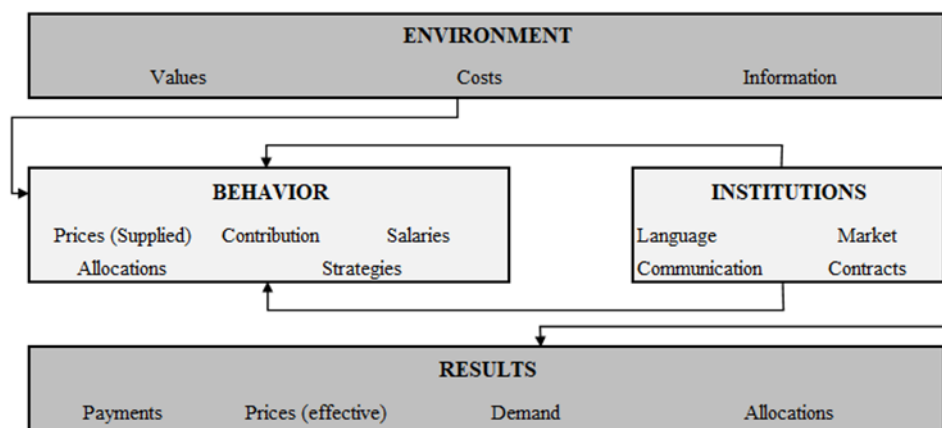 ENVIRONMENT
Values Costs Information
BEHAVIOR
Prices (Supplied) Contribution Salaries
Allocations Strategies
INSTITUTIONS
Language Market
Communication Contracts
RESULTS
Payments Prices (effective) Demand Allocations